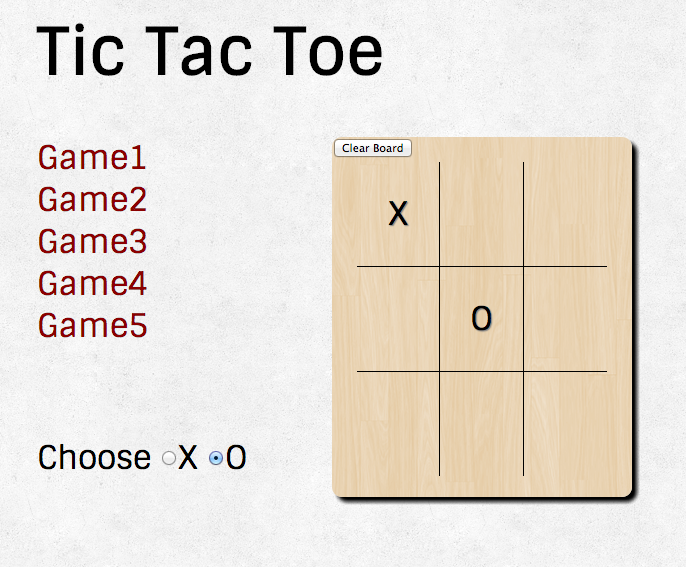 Tic Tac Toe
Game1
Game2
Game3
Game4
Game5
Choose X O
Clear Board
X
O